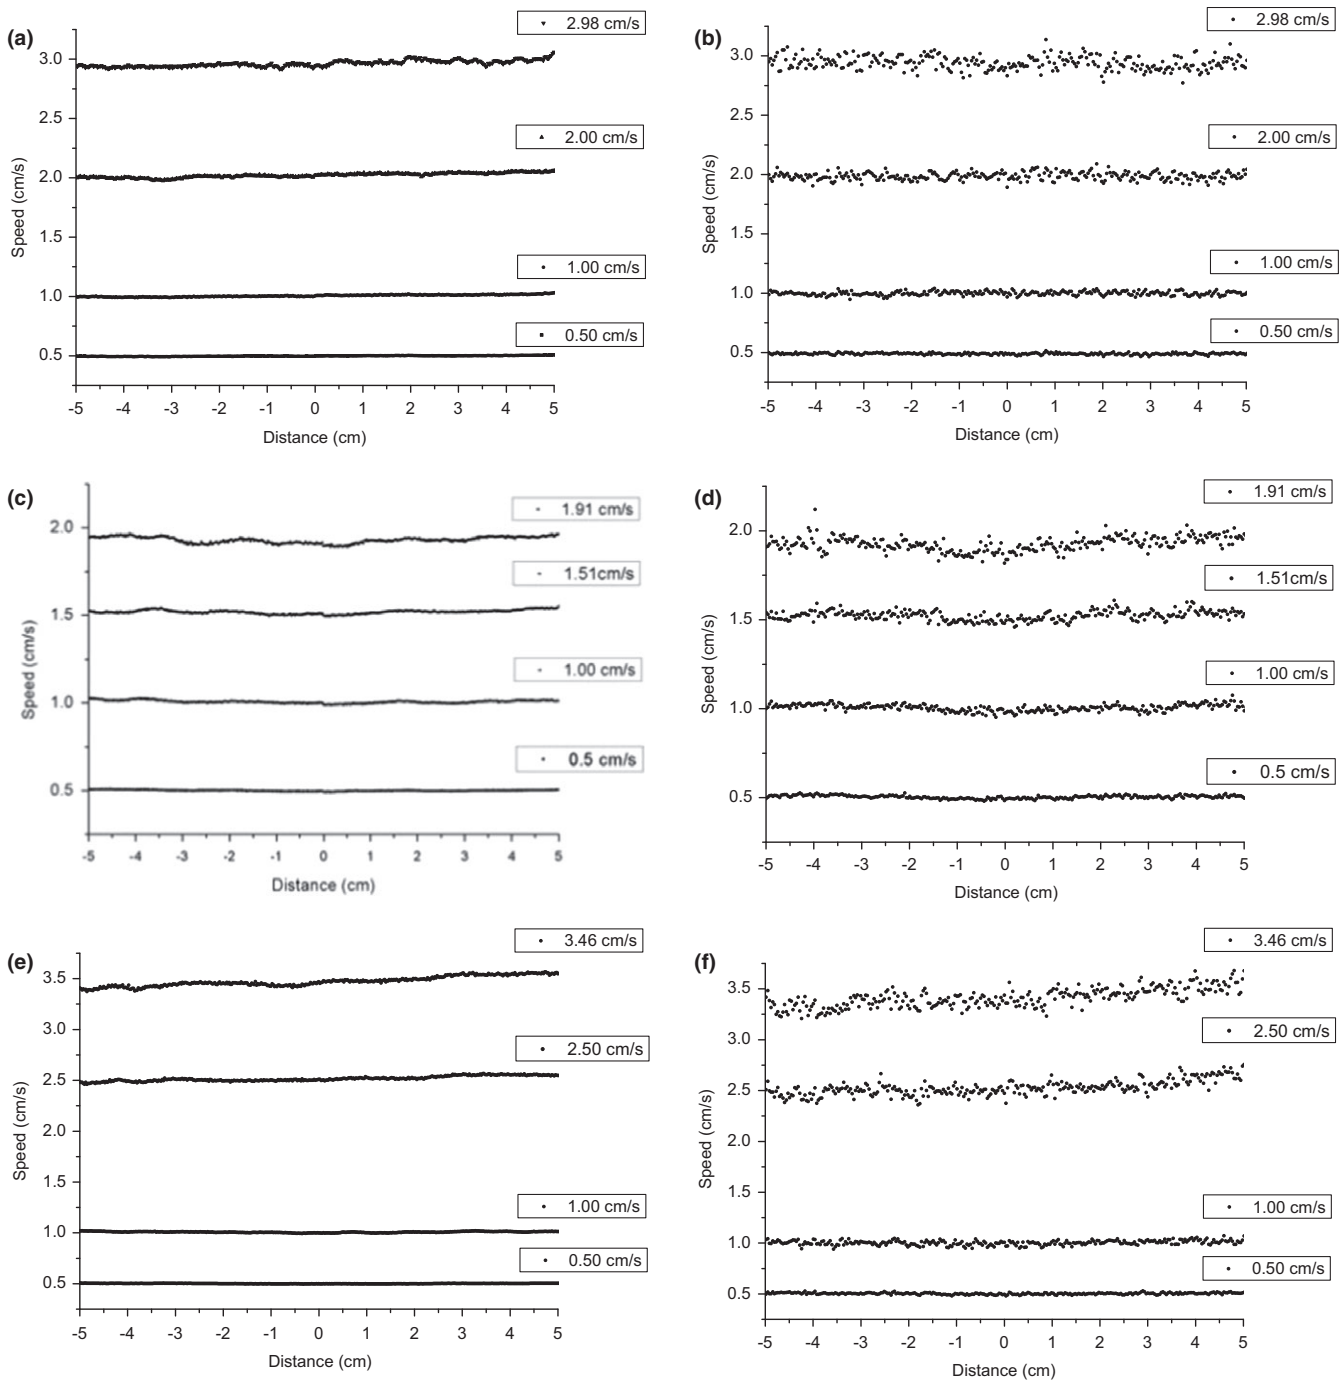 (a)
2.98 cm/s
2.00 cm/s
1.00 cm/s
0.50 cm/s
Speed (cm/s)
3.0
2.5
2.0
1.5
1.0
0.5
-5 -4 -3 -2 -1 0 1 2 3 4 5
Distance (cm)
(b)
2.98 cm/s
2.00 cm/s
1.00 cm/s
0.50 cm/s
Speed (cm/s)
3.0
2.5
2.0
1.5
1.0
0.5
-5 -4 -3 -2 -1 0 1 2 3 4 5
Distance (cm)
(c)
1.91 cm/s
1.51cm/s
1.00 cm/s
0.5 cm/s
Speed (cm/s)
2.0
1.5
1.0
0.5
-5 -4 -3 -2 -1 0 1 2 3 4 5
Distance (cm)
(d)
1.91 cm/s
1.51cm/s
1.00 cm/s
0.5 cm/s
Speed (cm/s)
2.0
1.5
1.0
0.5
-5 -4 -3 -2 -1 0 1 2 3 4 5
Distance (cm)
(e)
3.46 cm/s
2.50 cm/s
1.00 cm/s
0.50 cm/s
Speed (cm/s)
3.5
3.0
2.5
2.0
1.5
1.0
0.5
-5 -4 -3 -2 -1 0 1 2 3 4 5
Distance (cm)
(f)
3.46 cm/s
2.50 cm/s
1.00 cm/s
0.50 cm/s
Speed (cm/s)
3.5
3.0
2.5
2.0
1.5
1.0
0.5
-5 -4 -3 -2 -1 0 1 2 3 4 5
Distance (cm)